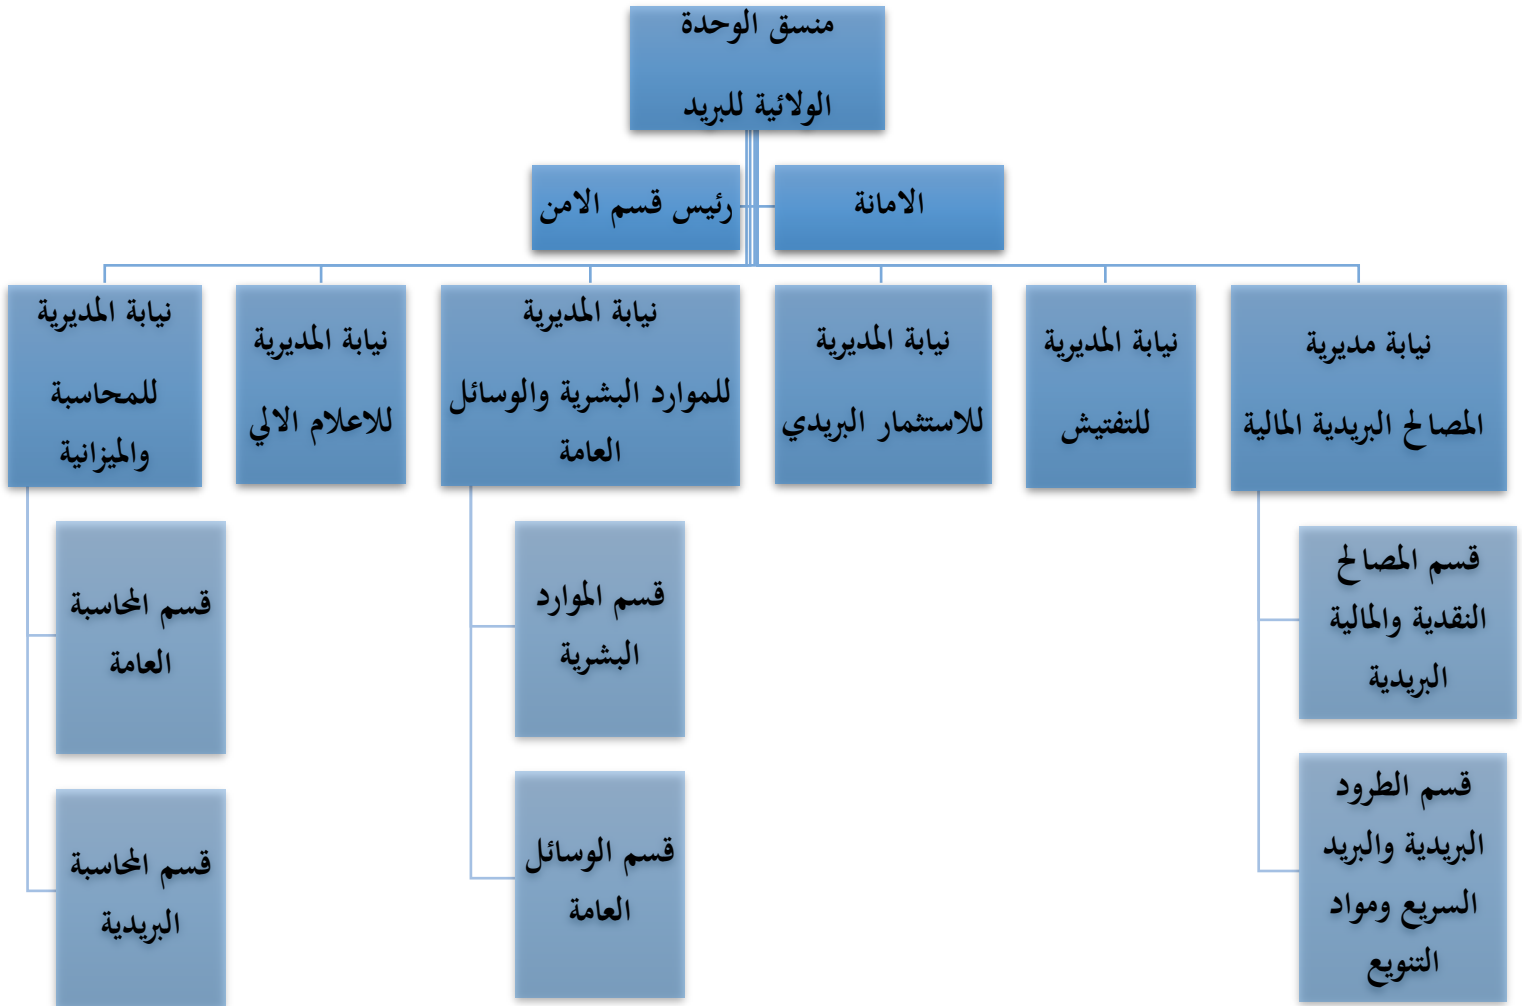 منسق الوحدة
الولائية للبريد
الامانة
رئيس قسم الامن
نيابة مديرية
المصالح البريدية المالية
نيابة المديرية
للتفتيش
نيابة المديرية
للاستثمار البريدي
نيابة المديرية
للموارد البشرية والوسائل
العامة
نيابة المديرية
للاعلام الالي
نيابة المديرية
للمحاسبة
والميزانية
قسم المصالح
النقدية والمالية
البريدية
قسم الطرود
البريدية والبريد
السريع ومواد
التنويع
قسم الموارد
البشرية
قسم الوسائل
العامة
قسم المحاسبة
العامة
قسم المحاسبة
البريدية